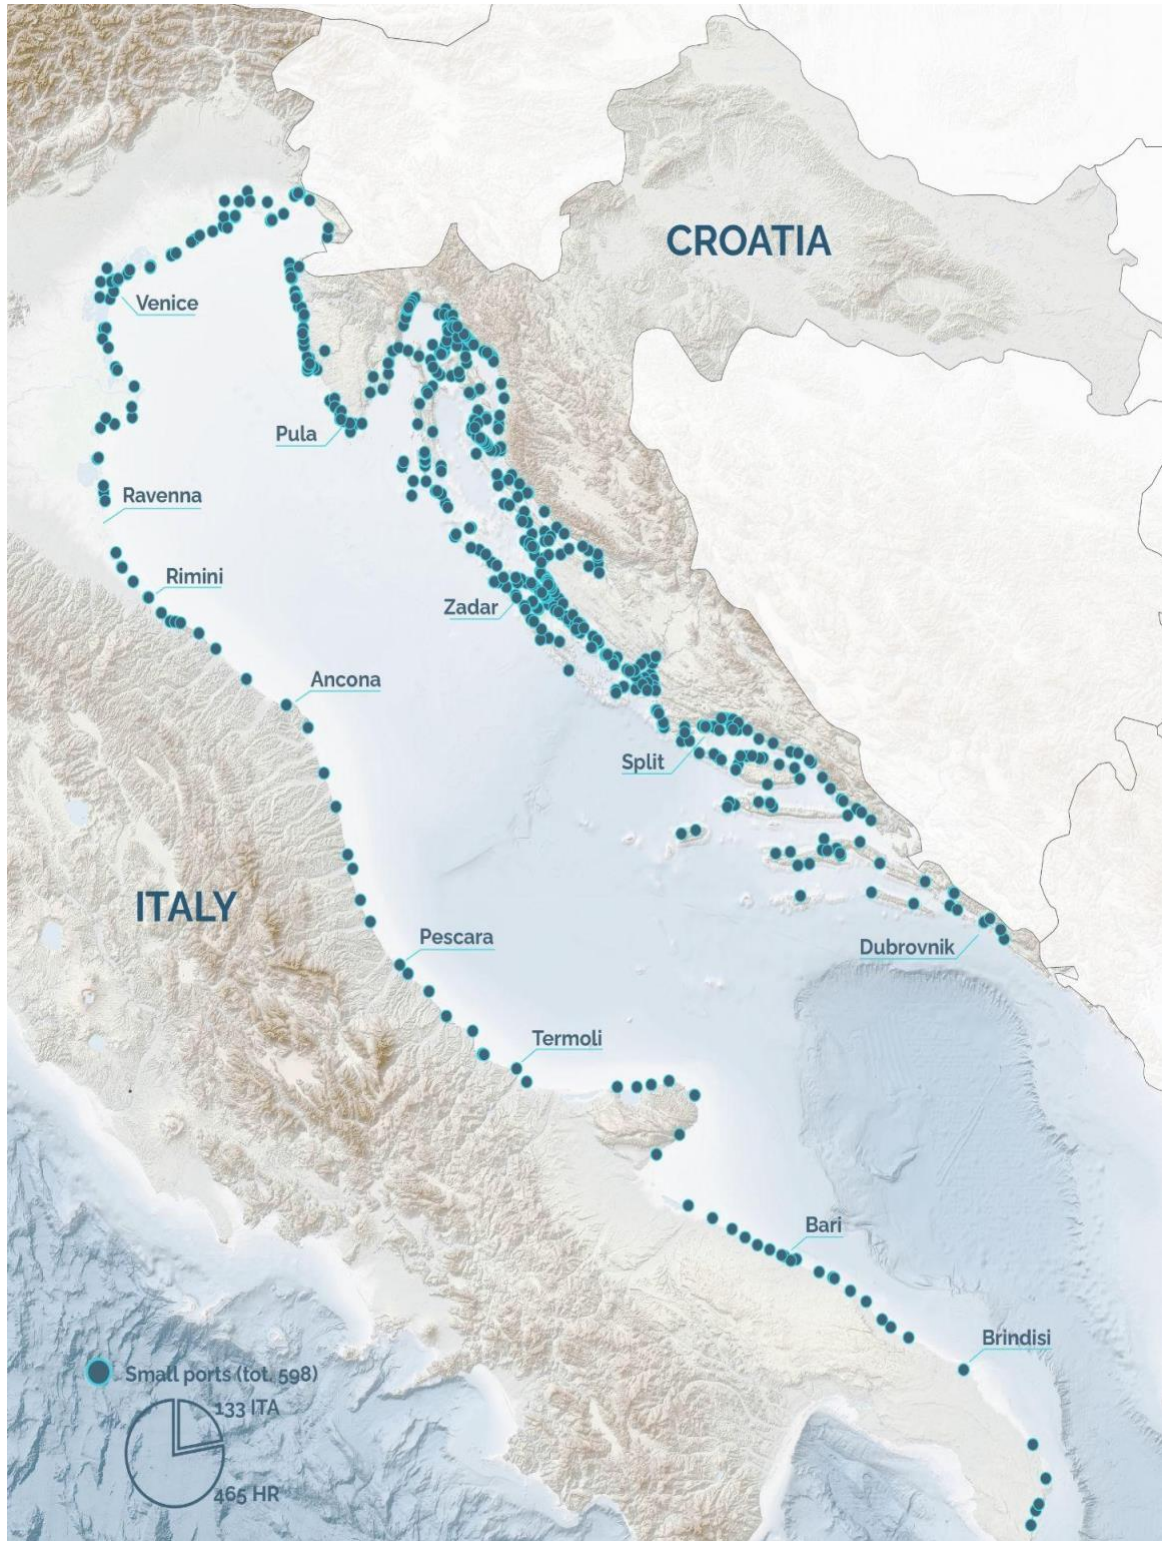 CROATIA
Venice
Pula
Ravenna
Rimini
Zadar
Ancona
Split
ITALY
Pescara
Dubrovnik
Termoli
Bari
Brindisi
Small ports (tot. 598)
133 ITA
465 HR